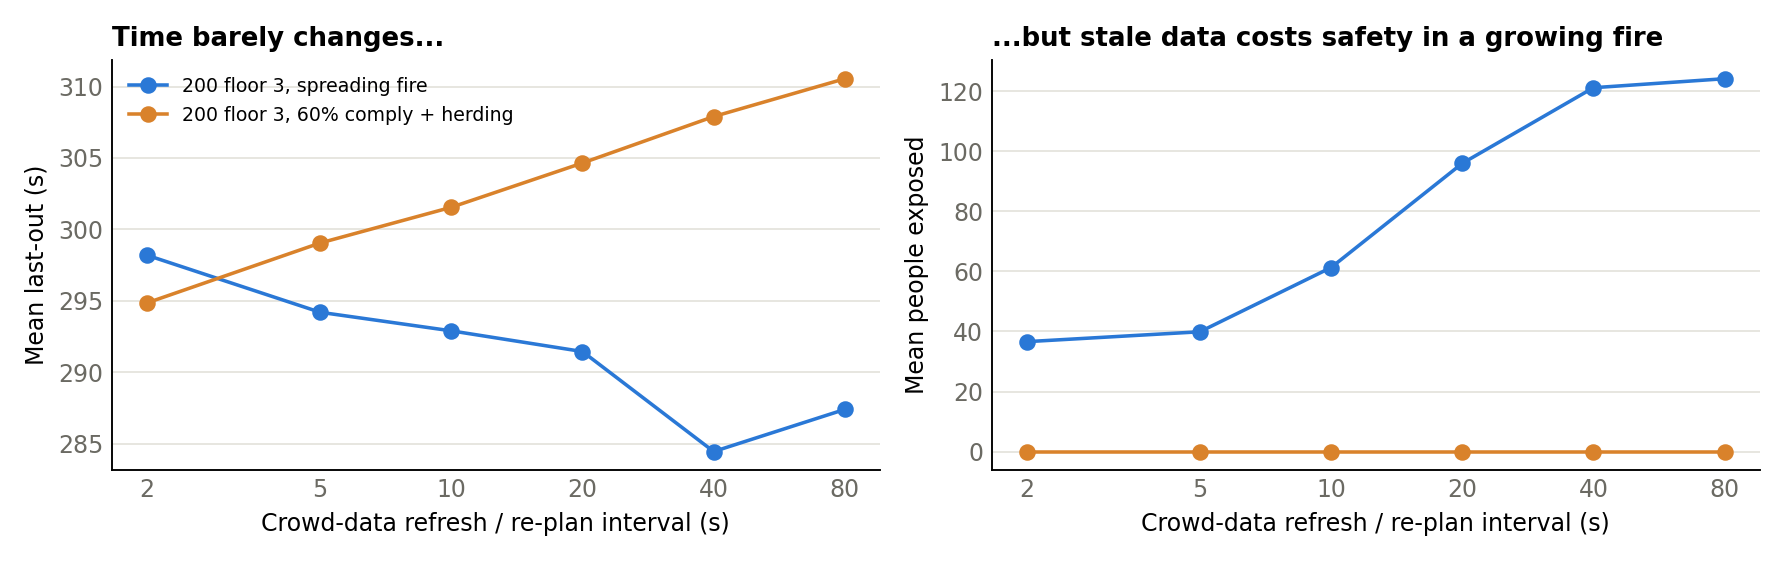 Time barely changes...
200 floor 3, spreading fire
200 floor 3, 60% comply + herding
Mean last-out (s)
310
305
300
295
290
285
2 5 10 20 40 80
Crowd-data refresh / re-plan interval (s)
...but stale data costs safety in a growing fire
Mean people exposed
120
100
80
60
40
20
0
2 5 10 20 40 80
Crowd-data refresh / re-plan interval (s)